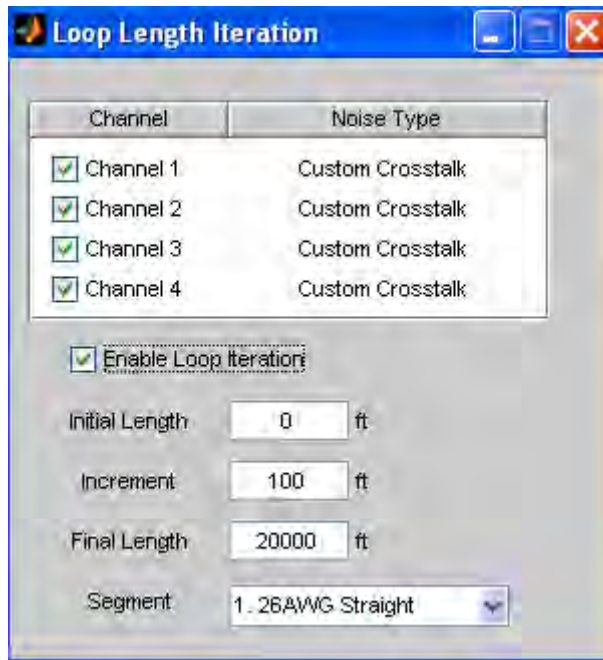 Loop Length Iteration
Channel Noise Type
Channel 1 Custom Crosstalk
Channel 2 Custom Crosstalk
Channel 3 Custom Crosstalk
Channel 4 Custom Crosstalk
Enable Loop Iteration
Initial Length 0 ft
Increment 100 ft
Final Length 20000 ft
Segment 1. 26AWG Straight